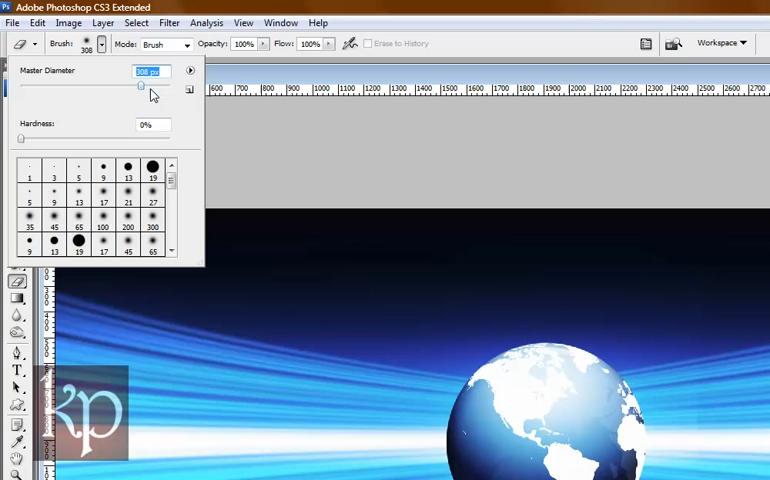 Ps Adobe Photoshop CS3 Extended
File Edit Image Layer Select Filter Analysis View Window Help
Brush: 308 Mode: Brush Opacity: 100% Flow: 100% Erase to History Workspace
Master Diameter 308 px
600 700 800 900 1000 1100 1200 1300 1400 1500 1600 1700 1800 1900 2000 2100 2200 2300 2400 2500 2600 2700
Hardness: 0%
1 3 5 9 13 19
5 9 13 17 21 27
35 45 65 100 200 300
9 13 19 17 45 65
T
kp